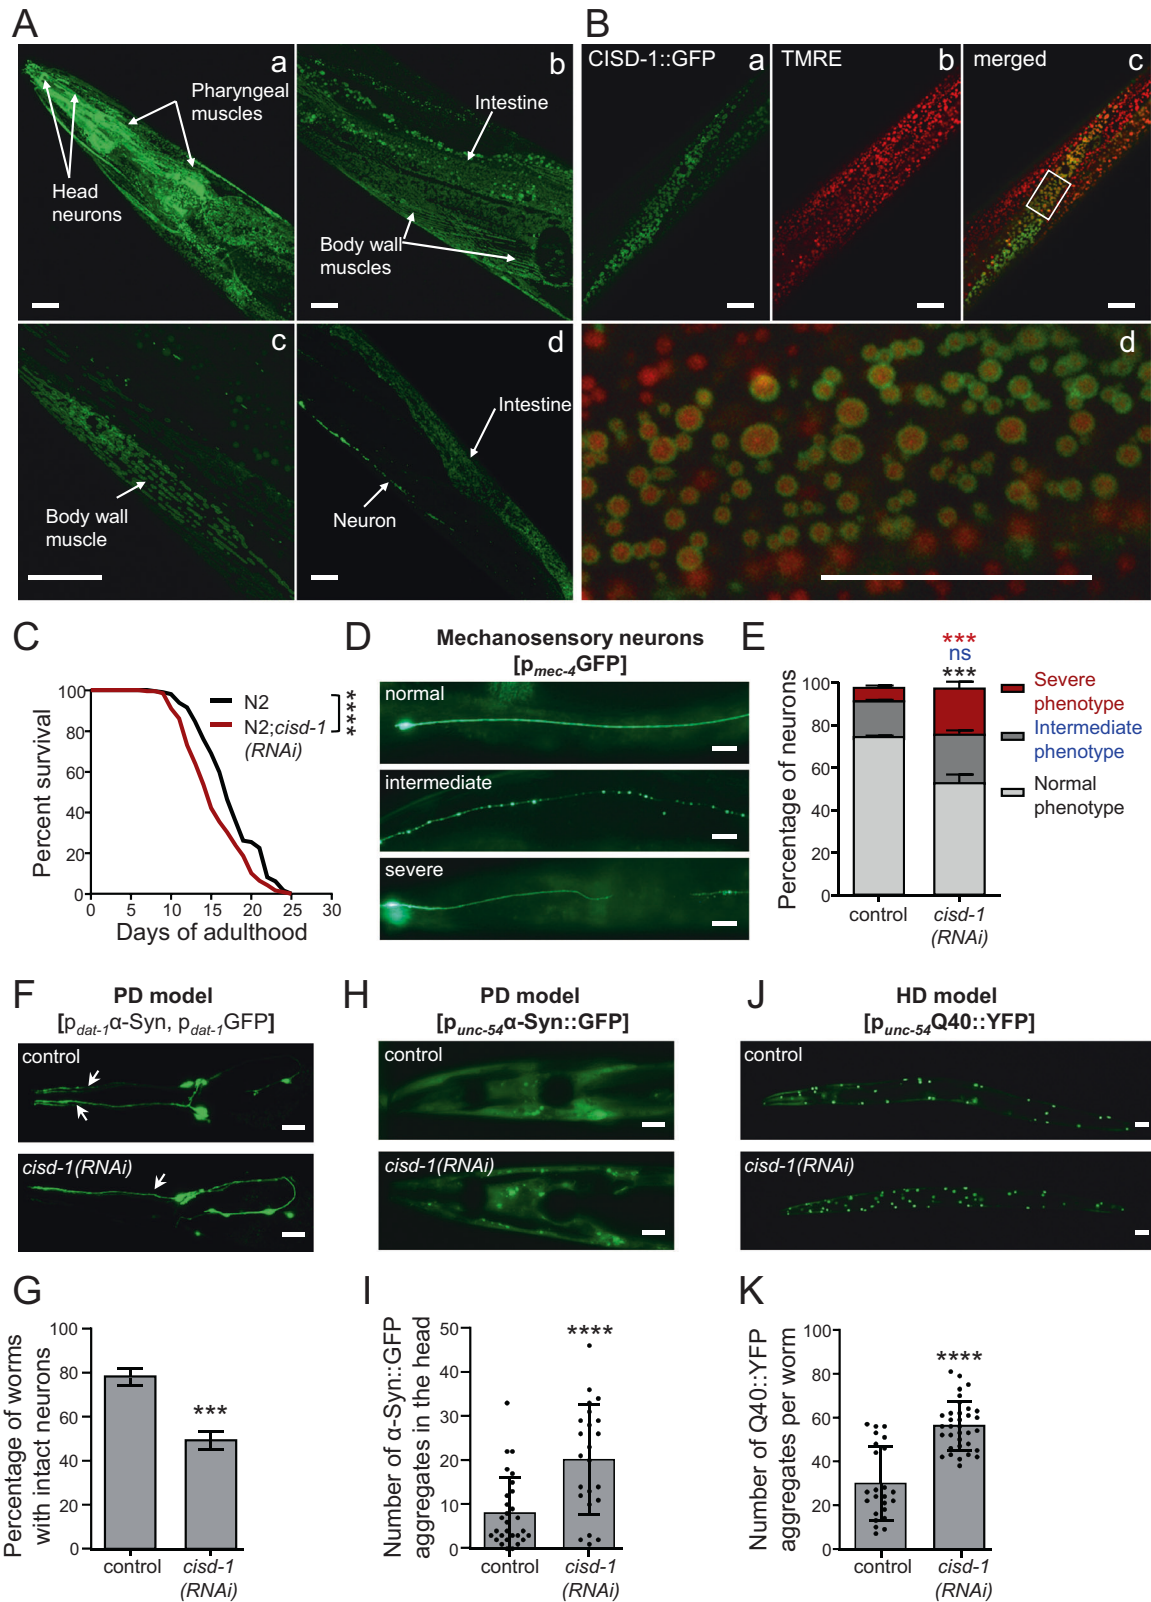 A
a
Pharyngeal
muscles
Head
neurons
b
Intestine
Body wall
muscles
c
Body wall
muscle
d
Intestine
Neuron
B
CISD-1::GFP
a
TMRE
b
merged
c
d
C
Percent survival
100
80
60
40
20
0
0 5 10 15 20 25 30
Days of adulthood
N2
N2;cisd-1
(RNAi)
****
D
Mechanosensory neurons
[pmec-4GFP]
normal
intermediate
severe
E
Percentage of neurons
100
80
60
40
20
0
***
ns
***
control
cisd-1
(RNAi)
Severe
phenotype
Intermediate
phenotype
Normal
phenotype
F
PD model
[pdat-1α-Syn, pdat-1GFP]
control
cisd-1(RNAi)
H
PD model
[punc-54α-Syn::GFP]
control
cisd-1(RNAi)
J
HD model
[punc-54Q40::YFP]
control
cisd-1(RNAi)
G
Percentage of worms
with intact neurons
100
80
60
40
20
0
***
control
cisd-1
(RNAi)
I
Number of α-Syn::GFP
aggregates in the head
50
40
30
20
10
0
****
control
cisd-1
(RNAi)
K
Number of Q40::YFP
aggregates per worm
100
80
60
40
20
0
****
control
cisd-1
(RNAi)